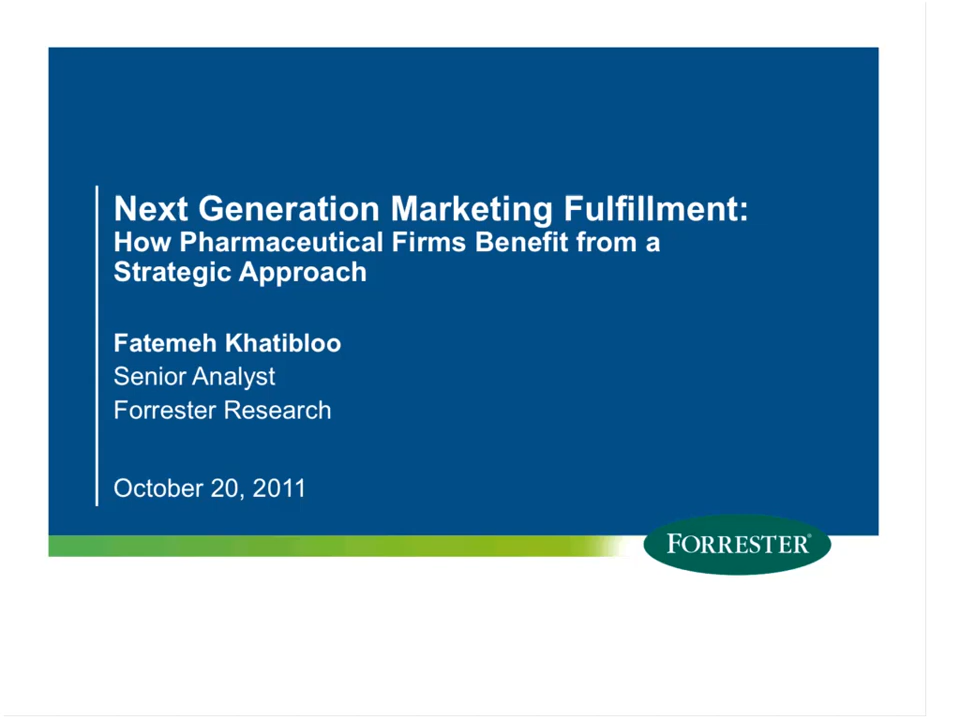 Next Generation Marketing Fulfillment:
How Pharmaceutical Firms Benefit from a
Strategic Approach
Fatemeh Khatibloo
Senior Analyst
Forrester Research
October 20, 2011
FORRESTER®